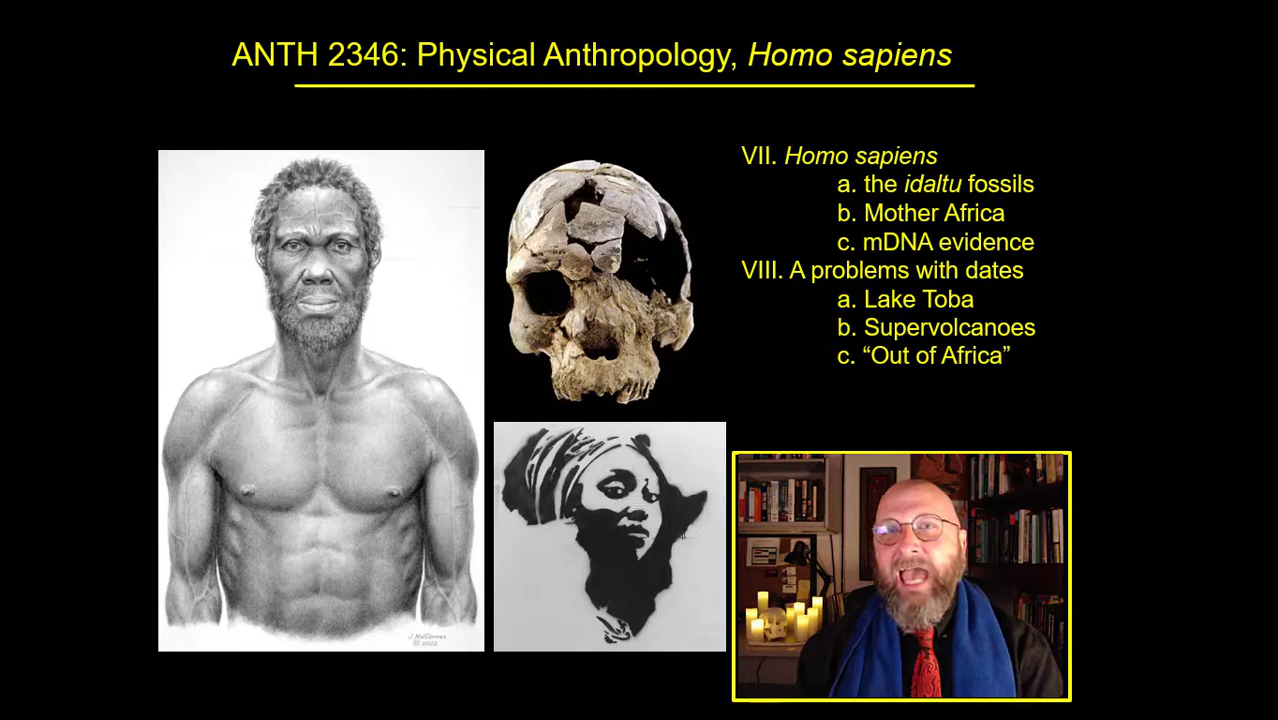 ANTH 2346: Physical Anthropology, Homo sapiens
VII. Homo sapiens
a. the idaltu fossils
b. Mother Africa
c. mDNA evidence
VIII. A problems with dates
a. Lake Toba
b. Supervolcanoes
c. “Out of Africa”
© 2002